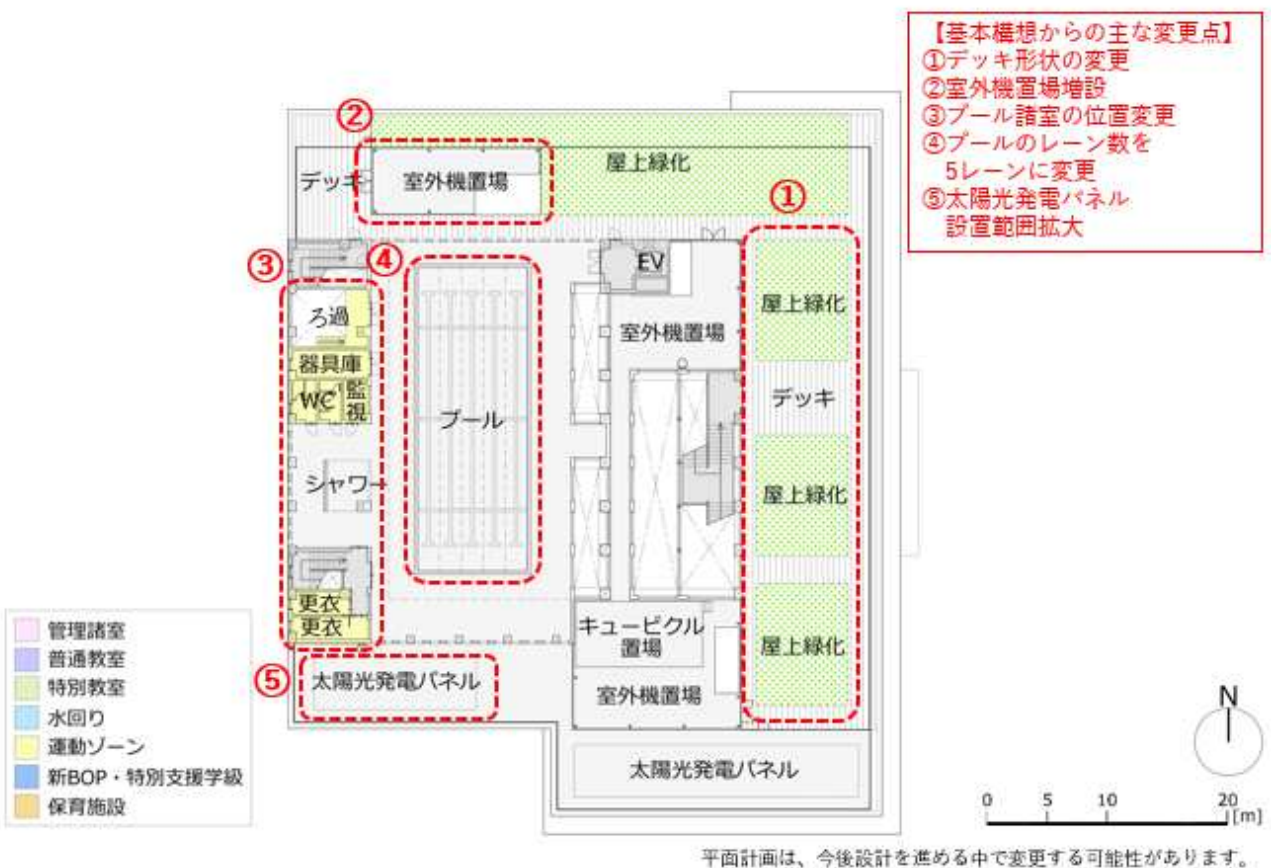 【基本構想からの主な変更点】
①デッキ形状の変更
②室外機置場増設
③プール諸室の位置変更
④プールのレーン数を
5レーンに変更
⑤太陽光発電パネル
設置範囲拡大
②
屋上緑化
デッキ
室外機置場
①
③
④
EV
ろ過
屋上緑化
室外機置場
器具庫
WC
監視
デッキ
プール
シャワー
屋上緑化
更衣
更衣
キュービクル
置場
屋上緑化
⑤
太陽光発電パネル
室外機置場
太陽光発電パネル
管理諸室
普通教室
特別教室
水回り
運動ゾーン
新BOP・特別支援学級
保育施設
N
0 5 10 20
[m]
平面計画は、今後設計を進める中で変更する可能性があります。